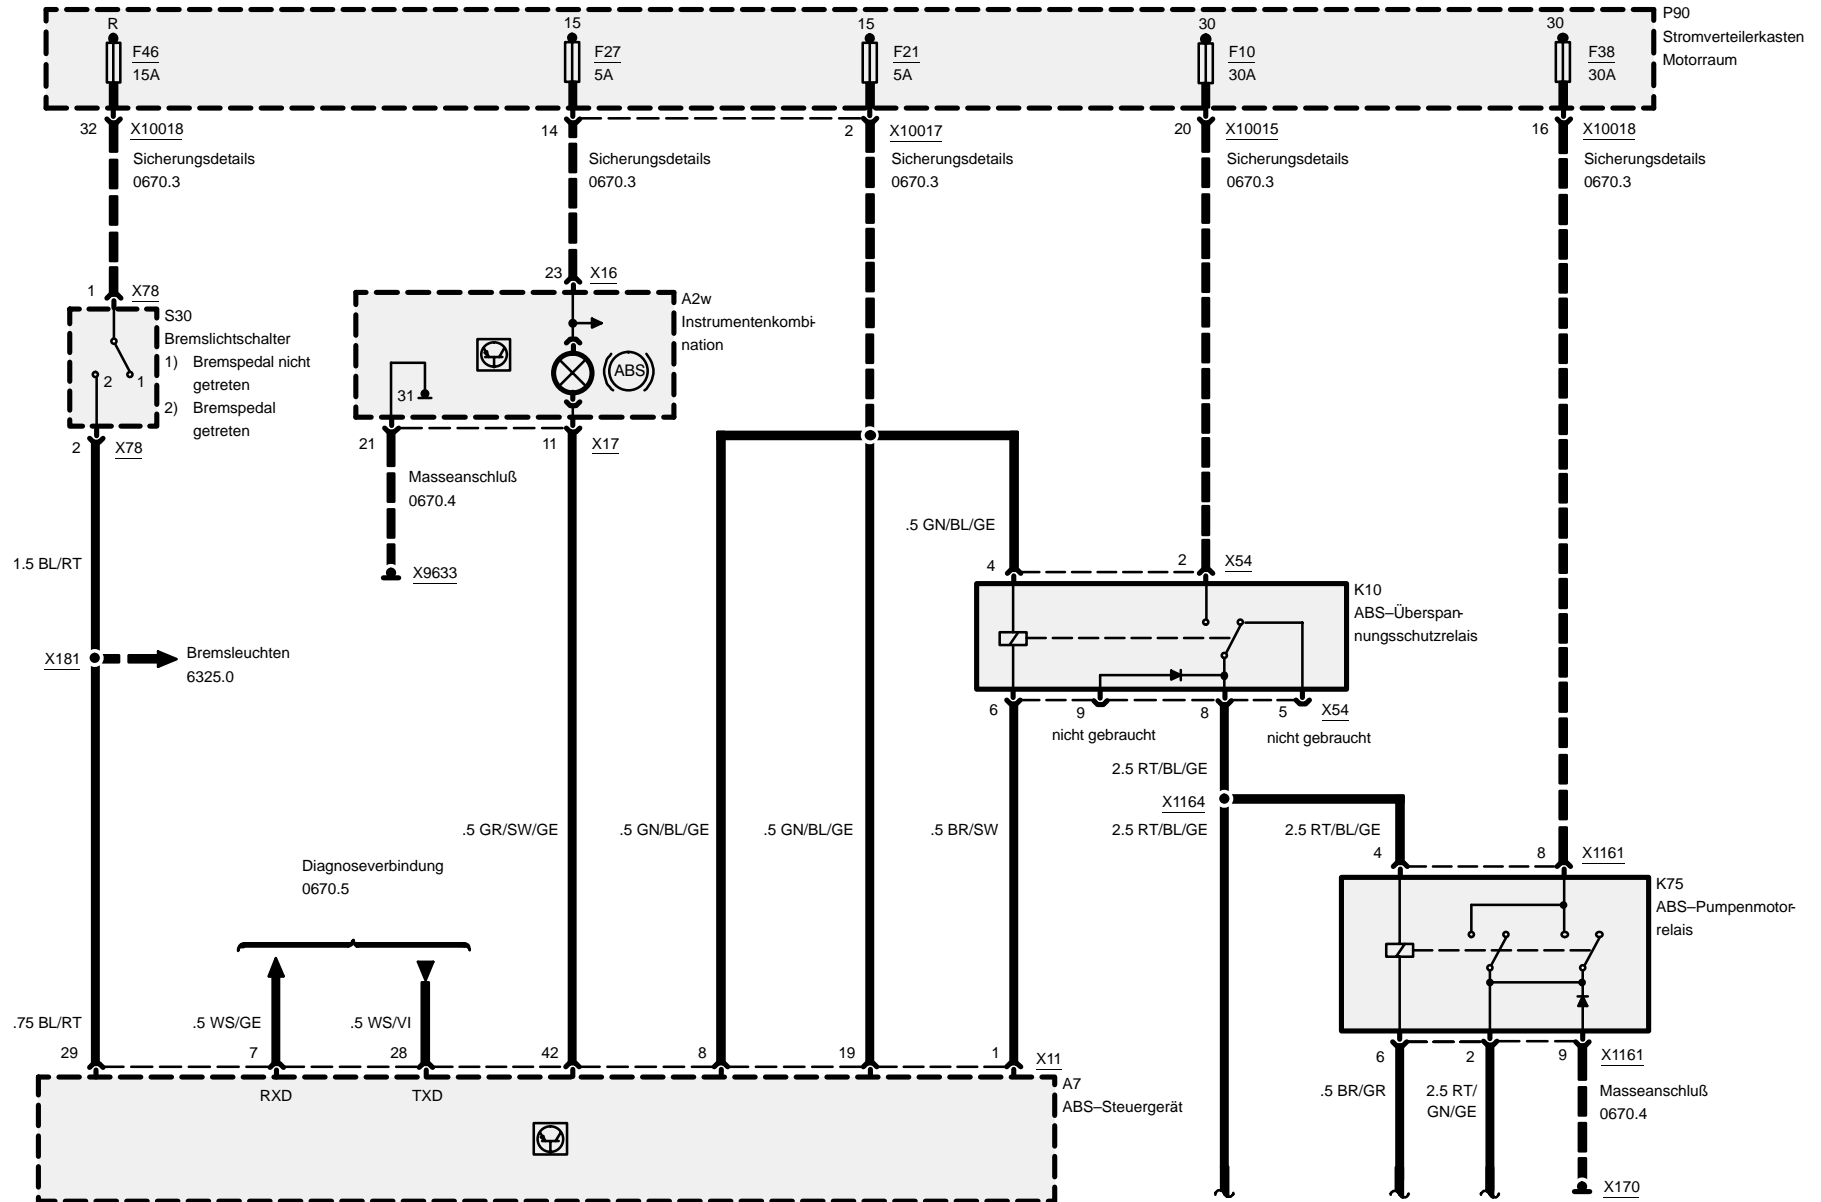 R
15
15
30
30
P90
Stromverteilerkasten
Motorraum
F46
15A
F27
5A
F21
5A
F10
30A
F38
30A
32
X10018
14
2
X10017
20
X10015
16
X10018
Sicherungsdetails
0670.3
Sicherungsdetails
0670.3
Sicherungsdetails
0670.3
Sicherungsdetails
0670.3
Sicherungsdetails
0670.3
1
X78
23
X16
S30
Bremslichtschalter
1) Bremspedal nicht
getreten
2) Bremspedal
getreten
2
1
2
X78
A2w
Instrumentenkombi-
nation
ABS
31
21
11
X17
Masseanschluß
0670.4
X9633
.5 GN/BL/GE
1.5 BL/RT
4
2
X54
K10
ABS–Überspan-
nungsschutzrelais
X181
Bremsleuchten
6325.0
6
9
8
5
X54
nicht gebraucht
nicht gebraucht
2.5 RT/BL/GE
X1164
.5 GR/SW/GE
.5 GN/BL/GE
.5 GN/BL/GE
.5 BR/SW
2.5 RT/BL/GE
2.5 RT/BL/GE
4
8
X1161
Diagnoseverbindung
0670.5
K75
ABS–Pumpenmotor-
relais
.75 BL/RT
.5 WS/GE
.5 WS/VI
29
7
28
42
8
19
1
X11
6
2
9
X1161
RXD
TXD
A7
ABS–Steuergerät
.5 BR/GR
2.5 RT/
GN/GE
Masseanschluß
0670.4
X170